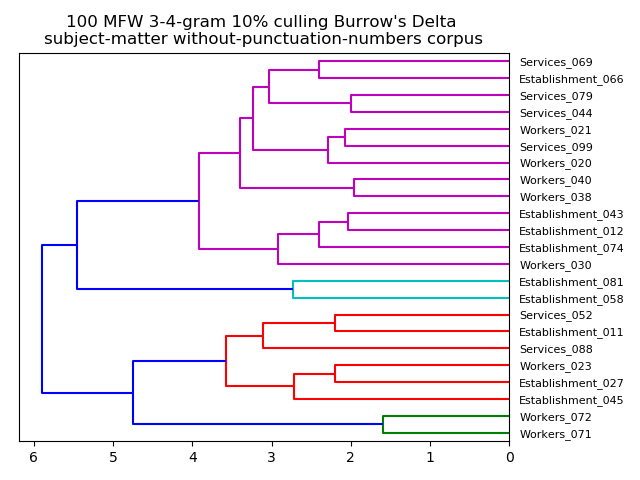 100 MFW 3-4-gram 10% culling Burrow's Delta
subject-matter without-punctuation-numbers corpus
Services_069
Establishment_066
Services_079
Services_044
Workers_021
Services_099
Workers_020
Workers_040
Workers_038
Establishment_043
Establishment_012
Establishment_074
Workers_030
Establishment_081
Establishment_058
Services_052
Establishment_011
Services_088
Workers_023
Establishment_027
Establishment_045
Workers_072
Workers_071
6 5 4 3 2 1 0